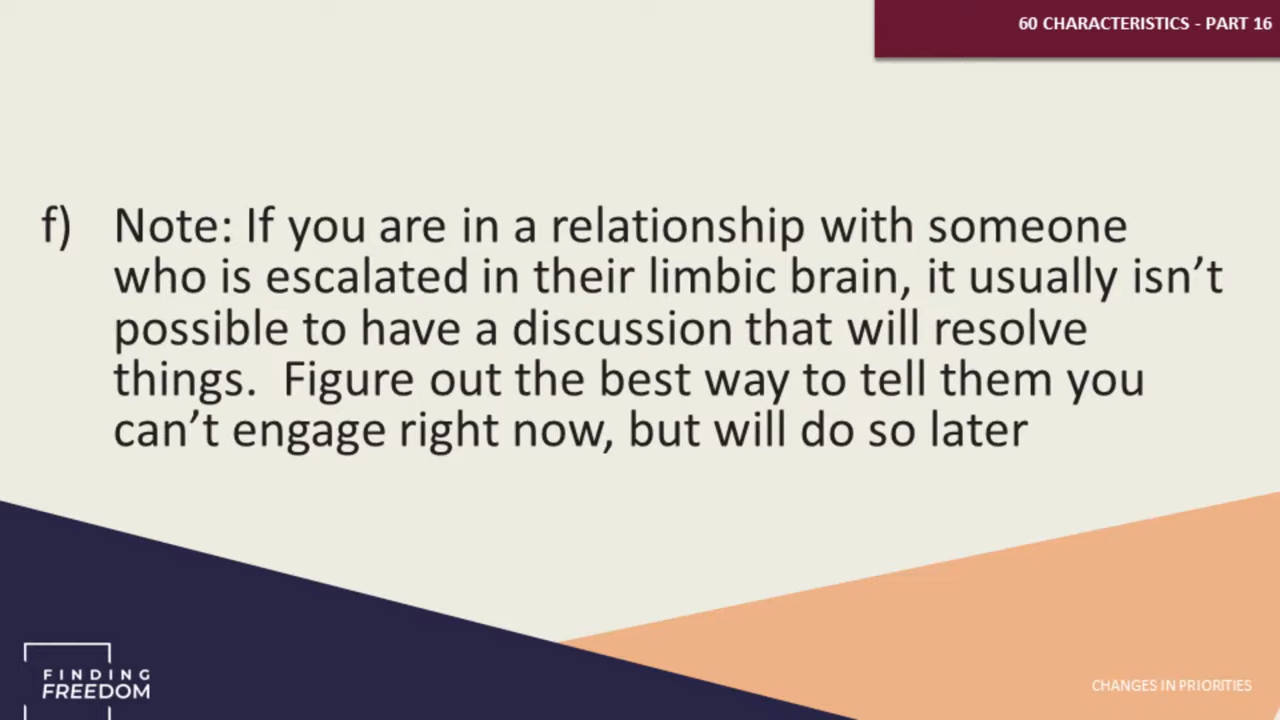 60 CHARACTERISTICS - PART 16
f) Note: If you are in a relationship with someone
who is escalated in their limbic brain, it usually isn’t
possible to have a discussion that will resolve
things.  Figure out the best way to tell them you
can’t engage right now, but will do so later
FINDING
FREEDOM
CHANGES IN PRIORITIES